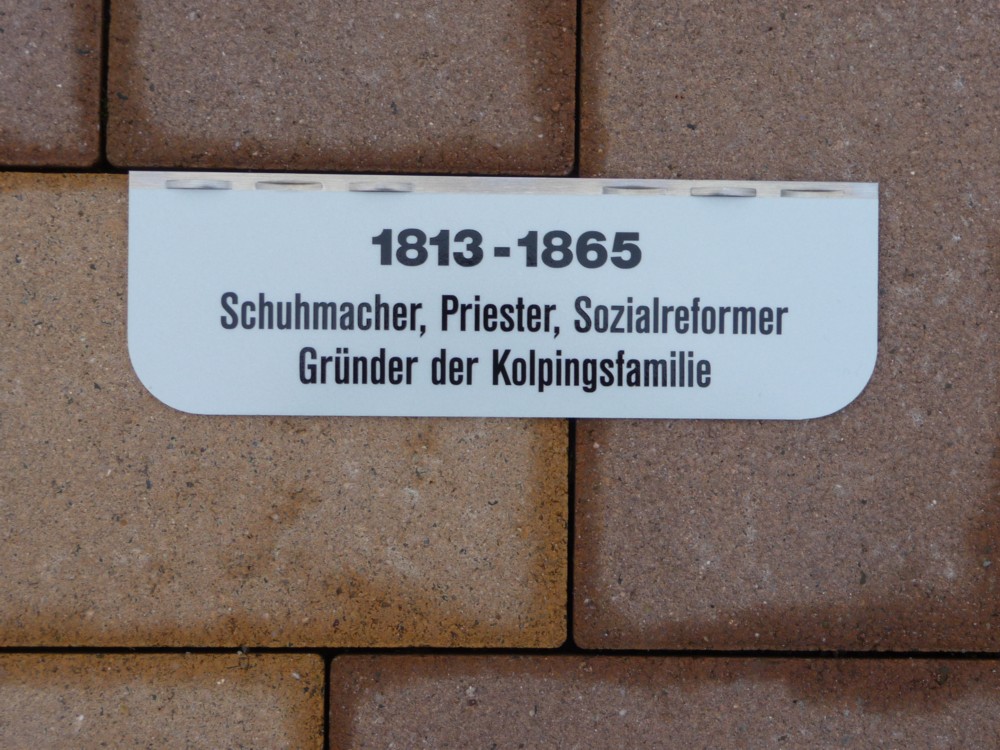 1813 - 1865
Schuhmacher, Priester, Sozialreformer
Gründer der Kolpingsfamilie